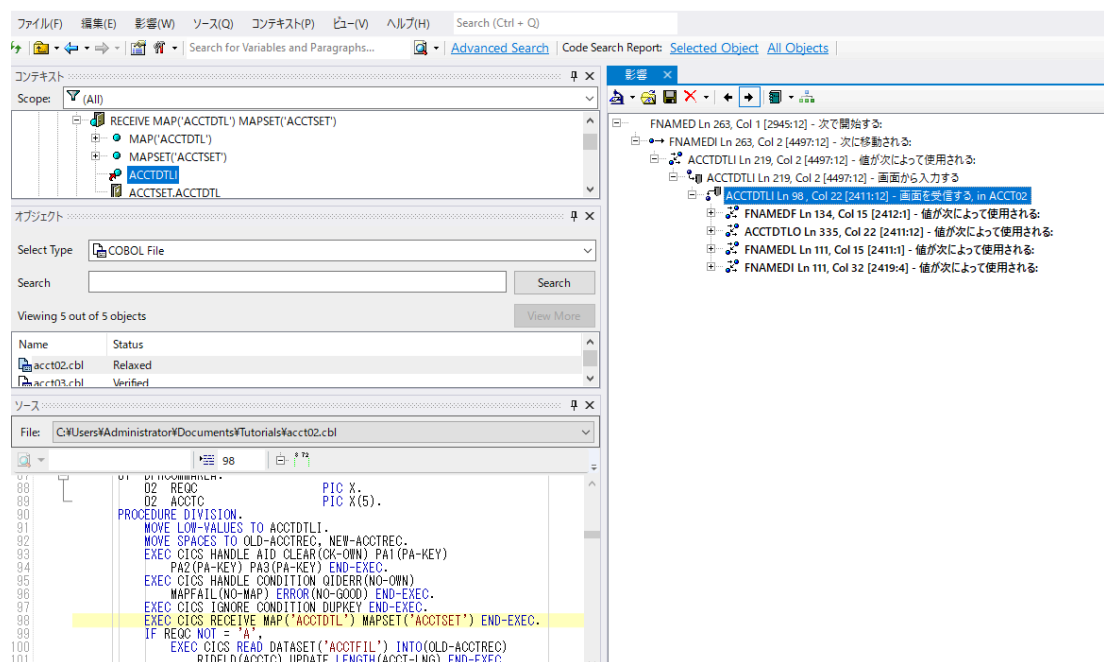 ファイル(F) 編集(E) 影響(W) ソース(Q) コンテキスト(P) ビュー(V) ヘルプ(H) Search (Ctrl + Q)
Search for Variables and Paragraphs... Advanced Search Code Search Report: Selected Object All Objects
コンテキスト
Scope: (All)
RECEIVE MAP('ACCTDTL') MAPSET('ACCTSET')
MAP('ACCTDTL')
MAPSET('ACCTSET')
ACCTDTLI
ACCTSET.ACCTDTL
オブジェクト
Select Type COBOL File
Search Search
Viewing 5 out of 5 objects View More
Name Status
acct02.cbl Relaxed
acct03.cbl Verified
ソース
File: C:¥Users¥Administrator¥Documents¥Tutorials¥acct02.cbl
98 8 72
87 01 DFHCOMMAREA.
88 02 REQC PIC X.
89 02 ACCTC PIC X(5).
90 PROCEDURE DIVISION.
91 MOVE LOW-VALUES TO ACCTDTLI.
92 MOVE SPACES TO OLD-ACCTREC, NEW-ACCTREC.
93 EXEC CICS HANDLE AID CLEAR(CK-OWN) PA1(PA-KEY)
94 PA2(PA-KEY) PA3(PA-KEY) END-EXEC.
95 EXEC CICS HANDLE CONDITION QIDERR(NO-OWN)
96 MAPFAIL(NO-MAP) ERROR(NO-GOOD) END-EXEC.
97 EXEC CICS IGNORE CONDITION DUPKEY END-EXEC.
98 EXEC CICS RECEIVE MAP('ACCTDTL') MAPSET('ACCTSET') END-EXEC.
99 IF REQC NOT = 'A',
100 EXEC CICS READ DATASET('ACCTFIL') INTO(OLD-ACCTREC)
101 RIDFLD(ACCTC) UPDATE LENGTH(ACCT-LNG) END-EXEC
影響
FNAMED Ln 263, Col 1 [2945:12] - 次で開始する:
FNAMEDI Ln 263, Col 2 [4497:12] - 次に移動される:
ACCTDTLI Ln 219, Col 2 [4497:12] - 値が次によって使用される:
ACCTDTLI Ln 219, Col 2 [4497:12] - 画面から入力する
ACCTDTLI Ln 98 , Col 22 [2411:12] - 画面を受信する, in ACCT02
FNAMEDF Ln 134, Col 15 [2412:1] - 値が次によって使用される:
ACCTDTLO Ln 335, Col 22 [2411:12] - 値が次によって使用される:
FNAMEDL Ln 111, Col 15 [2411:1] - 値が次によって使用される:
FNAMEDI Ln 111, Col 32 [2419:4] - 値が次によって使用される: